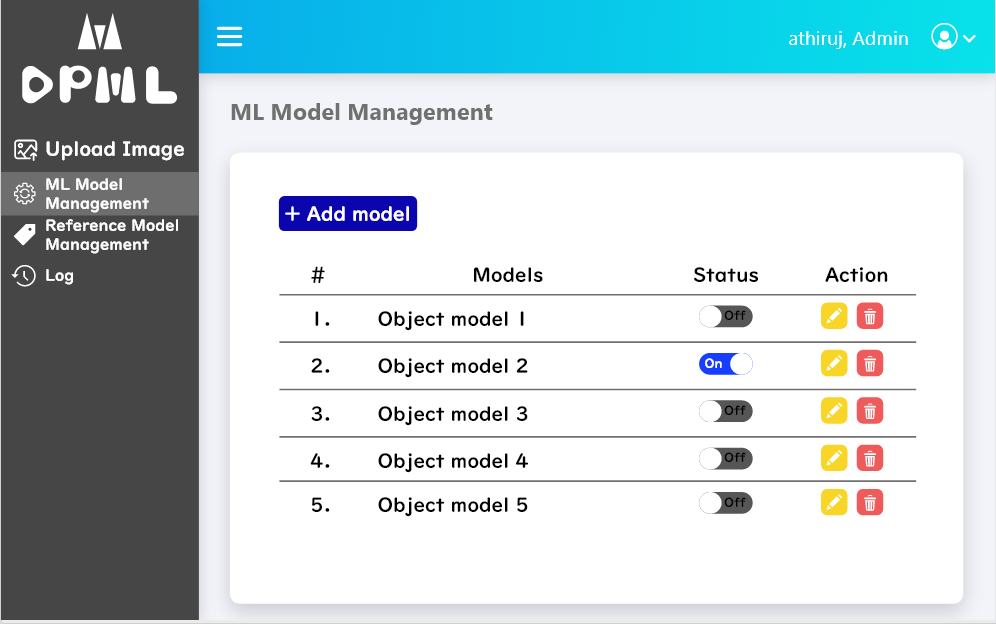 DPML
athiruj, Admin
Upload Image
ML Model
Management
Reference Model
Management
Log
ML Model Management
+ Add model
# Models Status Action
1. Object model 1 Off
2. Object model 2 On
3. Object model 3 Off
4. Object model 4 Off
5. Object model 5 Off